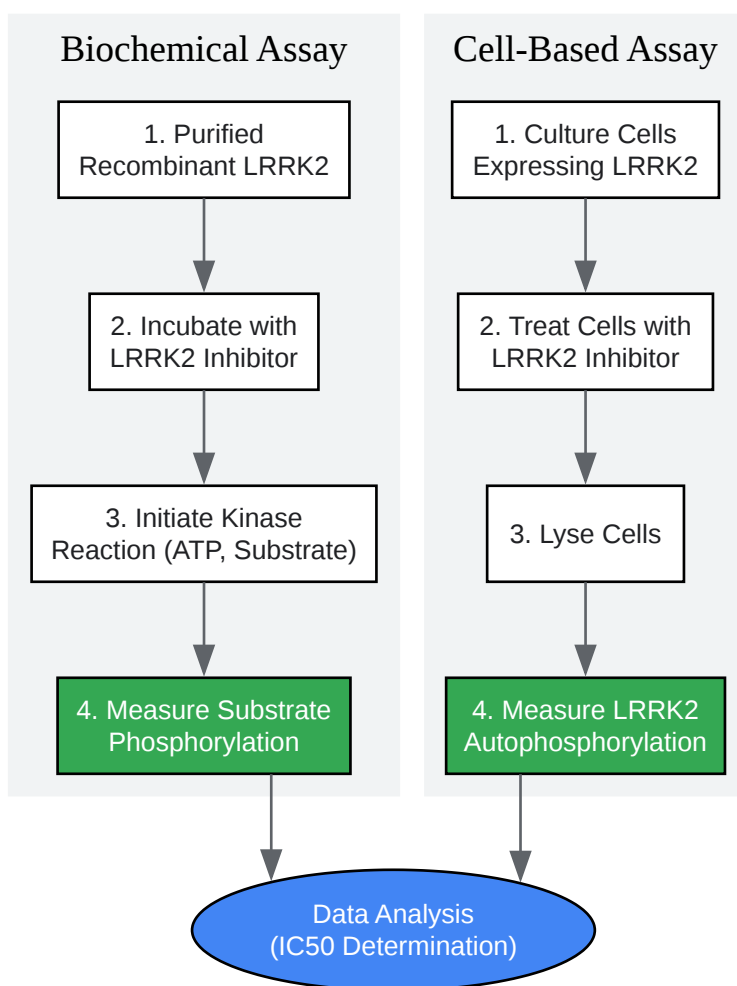 Biochemical Assay
1. Purified
Recombinant LRRK2
2. Incubate with
LRRK2 Inhibitor
3. Initiate Kinase
Reaction (ATP, Substrate)
4. Measure Substrate
Phosphorylation
Cell-Based Assay
1. Culture Cells
Expressing LRRK2
2. Treat Cells with
LRRK2 Inhibitor
3. Lyse Cells
4. Measure LRRK2
Autophosphorylation
Data Analysis
(IC50 Determination)